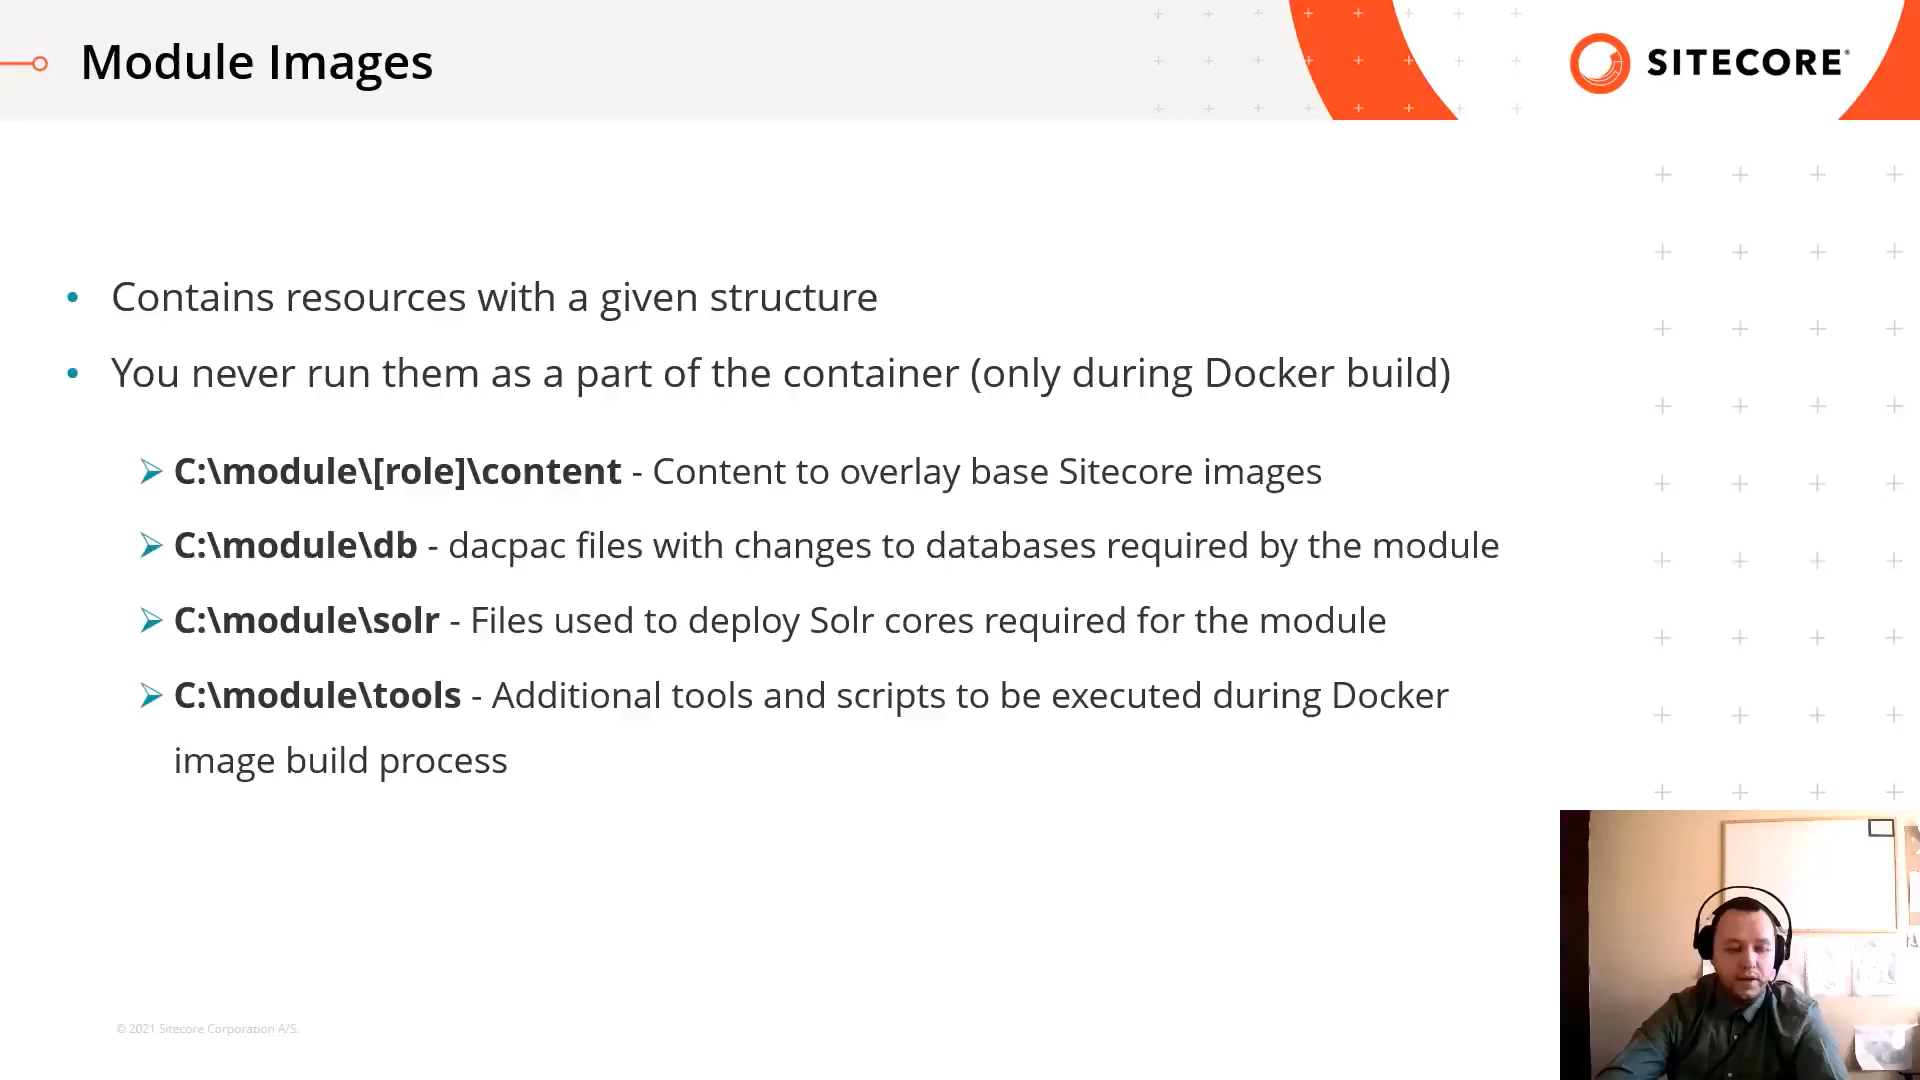 Module Images
SITECORE
• Contains resources with a given structure
• You never run them as a part of the container (only during Docker build)
C:\module\[role]\content - Content to overlay base Sitecore images
C:\module\db - dacpac files with changes to databases required by the module
C:\module\solr - Files used to deploy Solr cores required for the module
C:\module\tools - Additional tools and scripts to be executed during Docker
image build process
© 2021 Sitecore Corporation A/S.